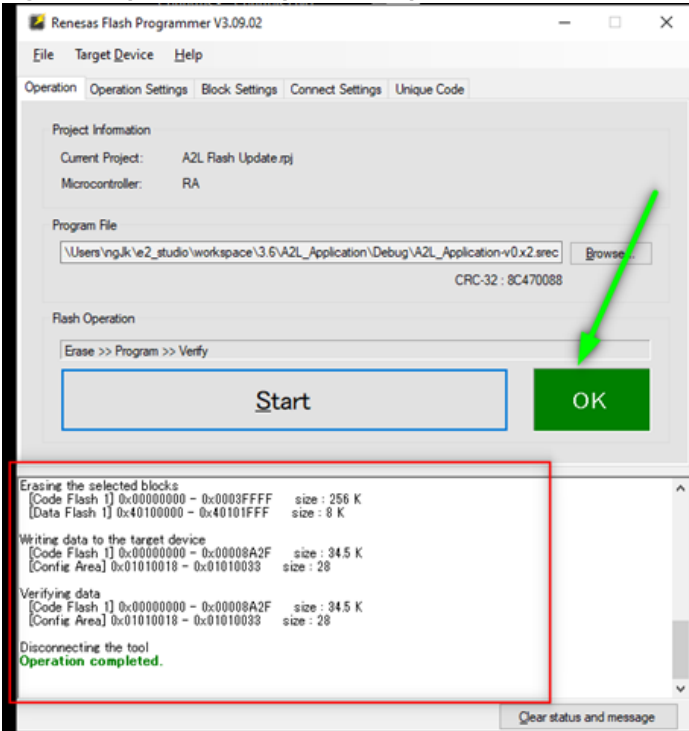 Renesas Flash Programmer V3.09.02
File Target Device Help
Operation Operation Settings Block Settings Connect Settings Unique Code
Project Information
Current Project: A2L Flash Update.rpj
Microcontroller: RA
Program File
\Users\ngJk\e2_studio\workspace\3.6\A2L_Application\Debug\A2L_Application-v0.x2.srec Browse...
CRC-32 : 8C470088
Flash Operation
Erase >> Program >> Verify
Start OK
Erasing the selected blocks
[Code Flash 1] 0x00000000 - 0x0003FFFF size : 256 K
[Data Flash 1] 0x40100000 - 0x40101FFF size : 8 K
Writing data to the target device
[Code Flash 1] 0x00000000 - 0x00008A2F size : 34.5 K
[Config Area] 0x01010018 - 0x01010033 size : 28
Verifying data
[Code Flash 1] 0x00000000 - 0x00008A2F size : 34.5 K
[Config Area] 0x01010018 - 0x01010033 size : 28
Disconnecting the tool
Operation completed.
Clear status and message